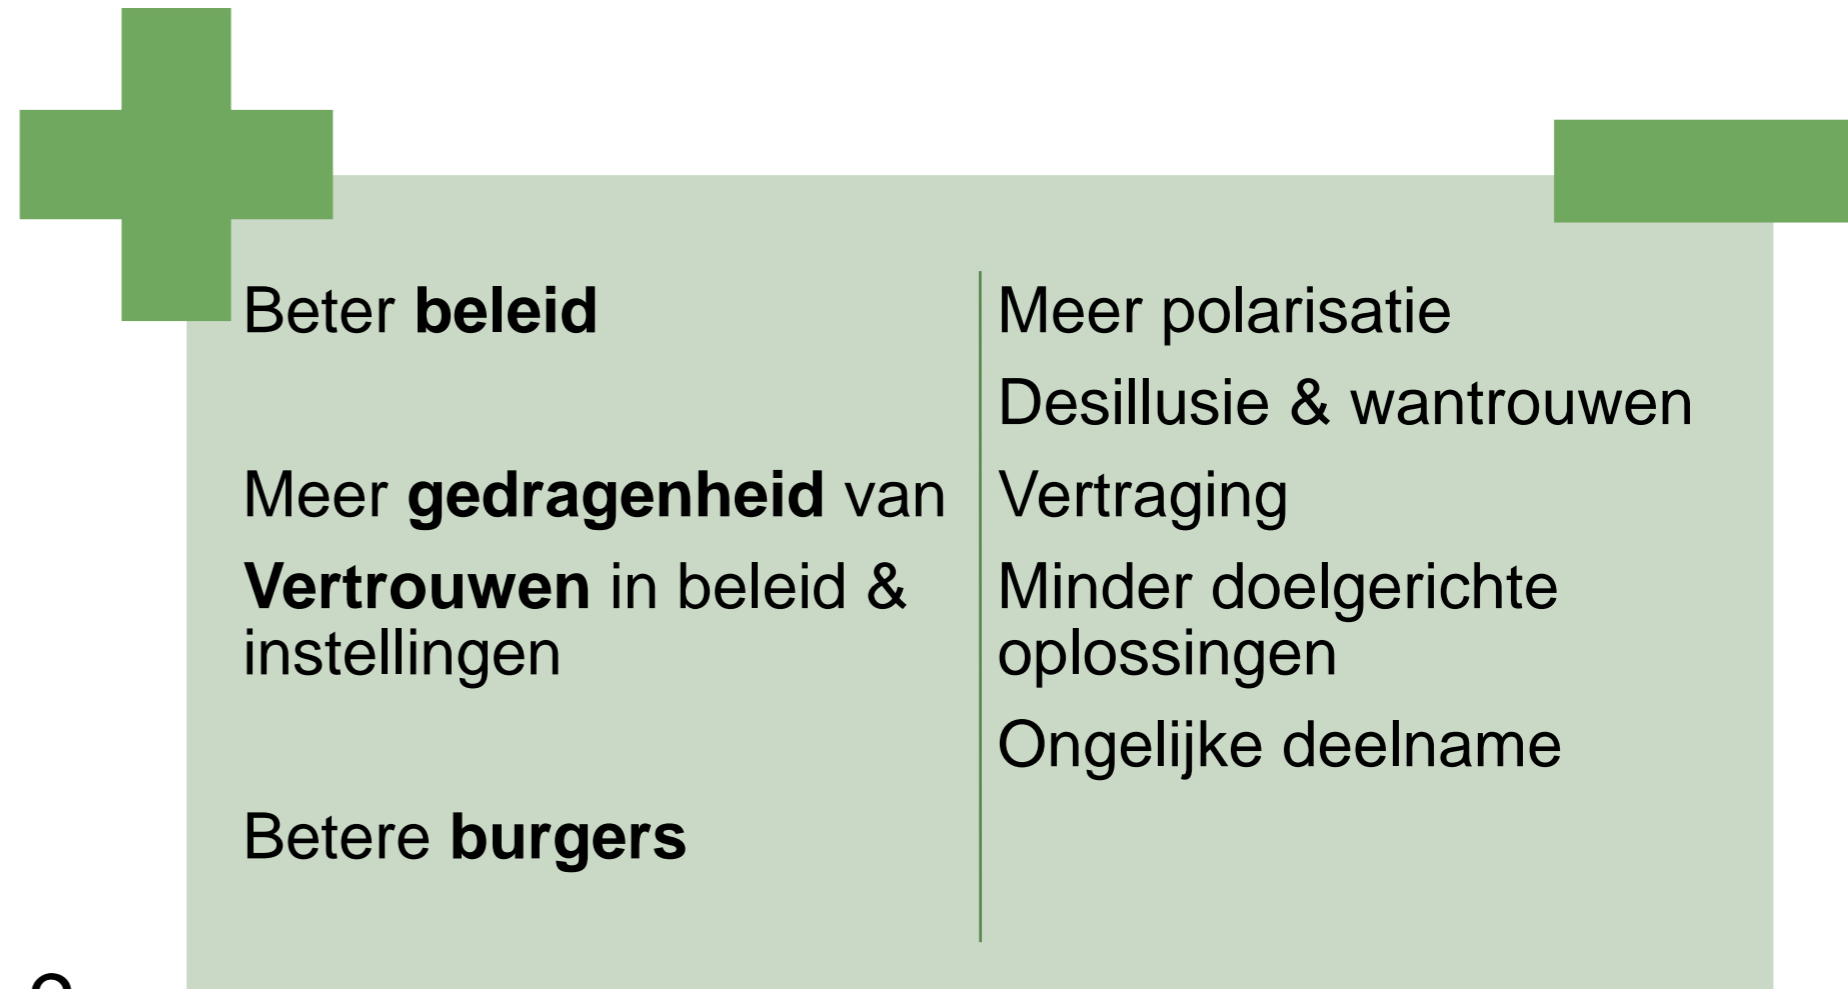 Beter beleid
Meer gedragenheid van
Vertrouwen in beleid &
instellingen
Betere burgers
Meer polarisatie
Desillusie & wantrouwen
Vertraging
Minder doelgerichte
oplossingen
Ongelijke deelname